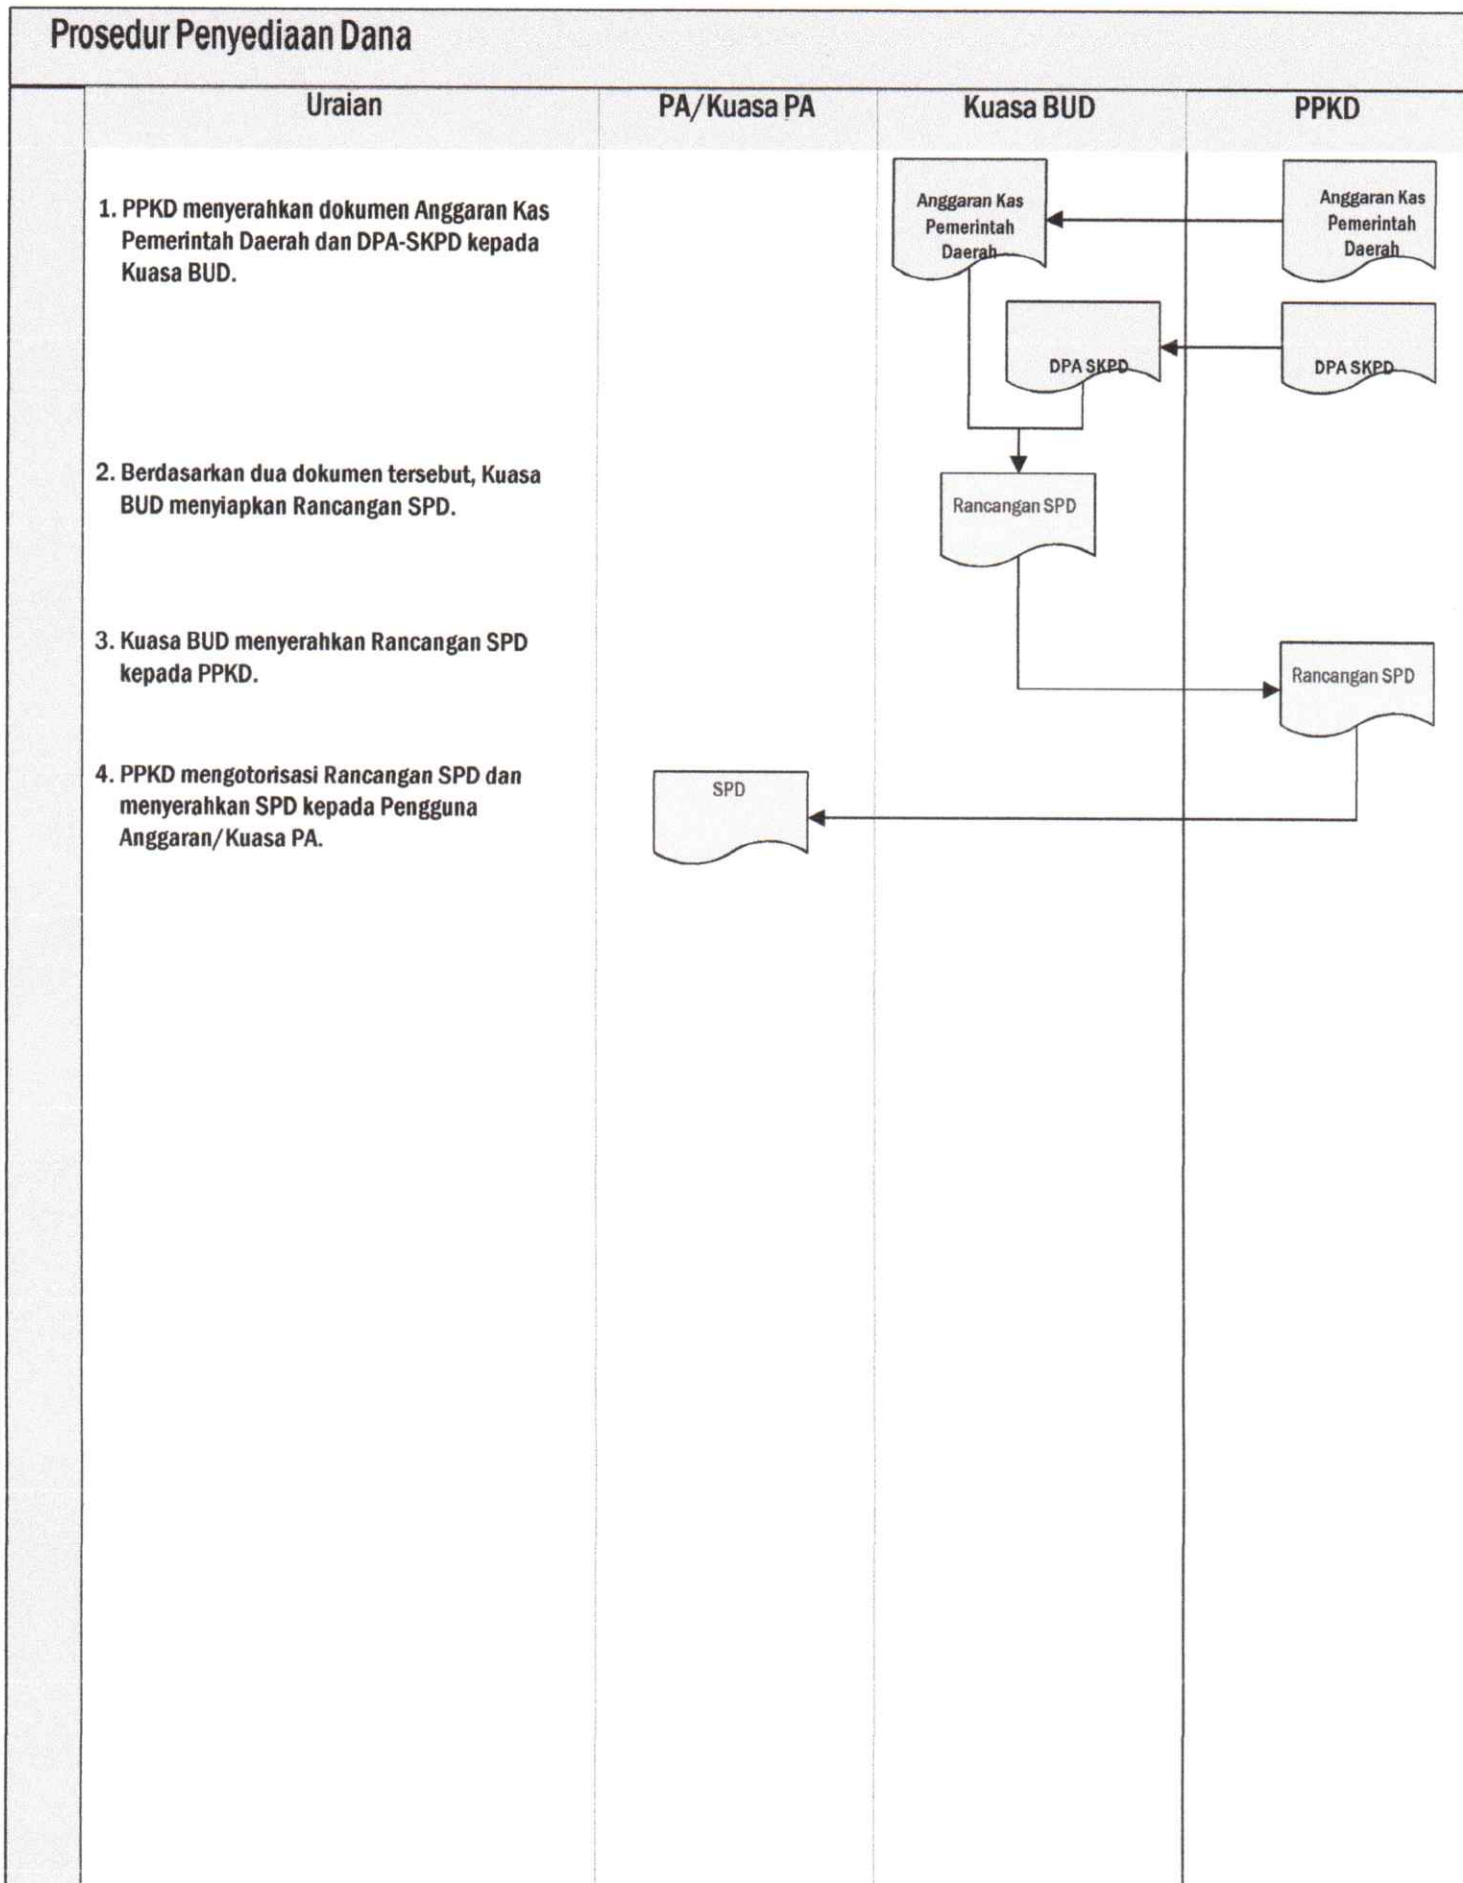 Prosedur Penyediaan Dana
Uraian
PA/Kuasa PA
Kuasa BUD
PPKD
1. PPKD menyerahkan dokumen Anggaran Kas
Pemerintah Daerah dan DPA-SKPD kepada
Kuasa BUD.
Anggaran Kas
Pemerintah
Daerah
Anggaran Kas
Pemerintah
Daerah
DPA SKPD
DPA SKPD
2. Berdasarkan dua dokumen tersebut, Kuasa
BUD menyiapkan Rancangan SPD.
Rancangan SPD
3. Kuasa BUD menyerahkan Rancangan SPD
kepada PPKD.
Rancangan SPD
4. PPKD mengotorisasi Rancangan SPD dan
menyerahkan SPD kepada Pengguna
Anggaran/Kuasa PA.
SPD